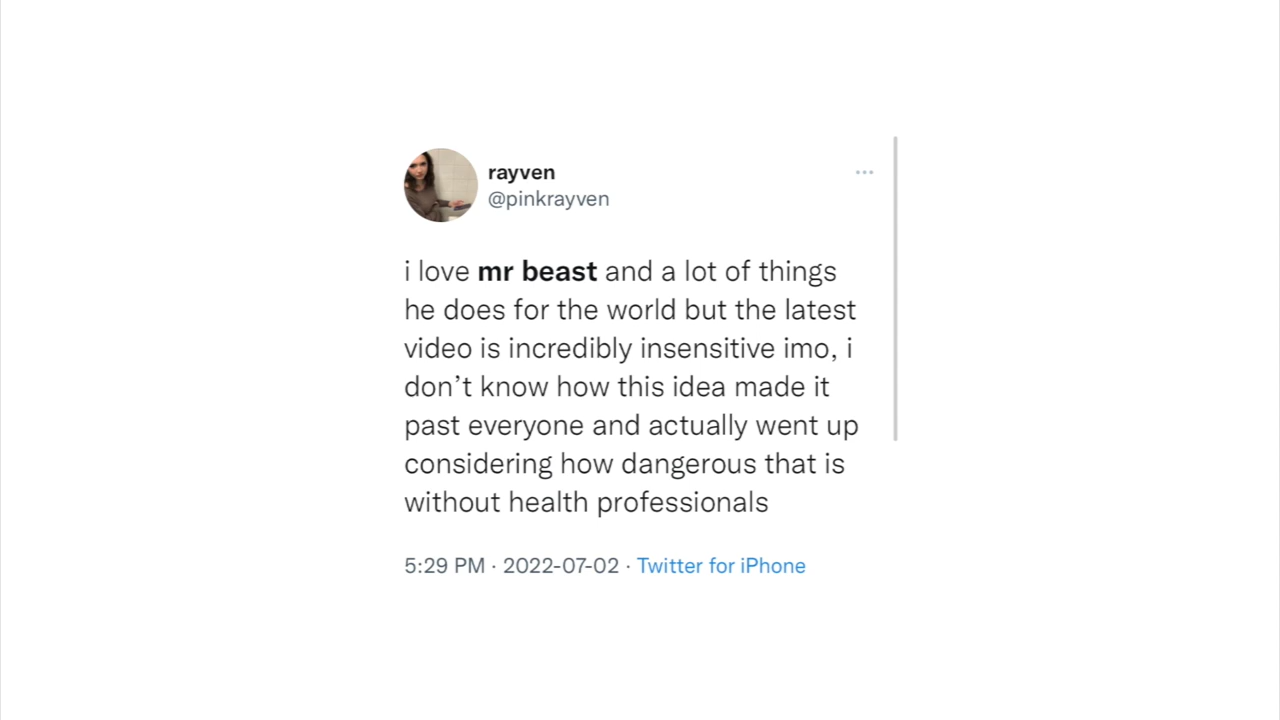 rayven
@pinkrayven
i love mr beast and a lot of things
he does for the world but the latest
video is incredibly insensitive imo, i
don’t know how this idea made it
past everyone and actually went up
considering how dangerous that is
without health professionals
5:29 PM · 2022-07-02 · Twitter for iPhone